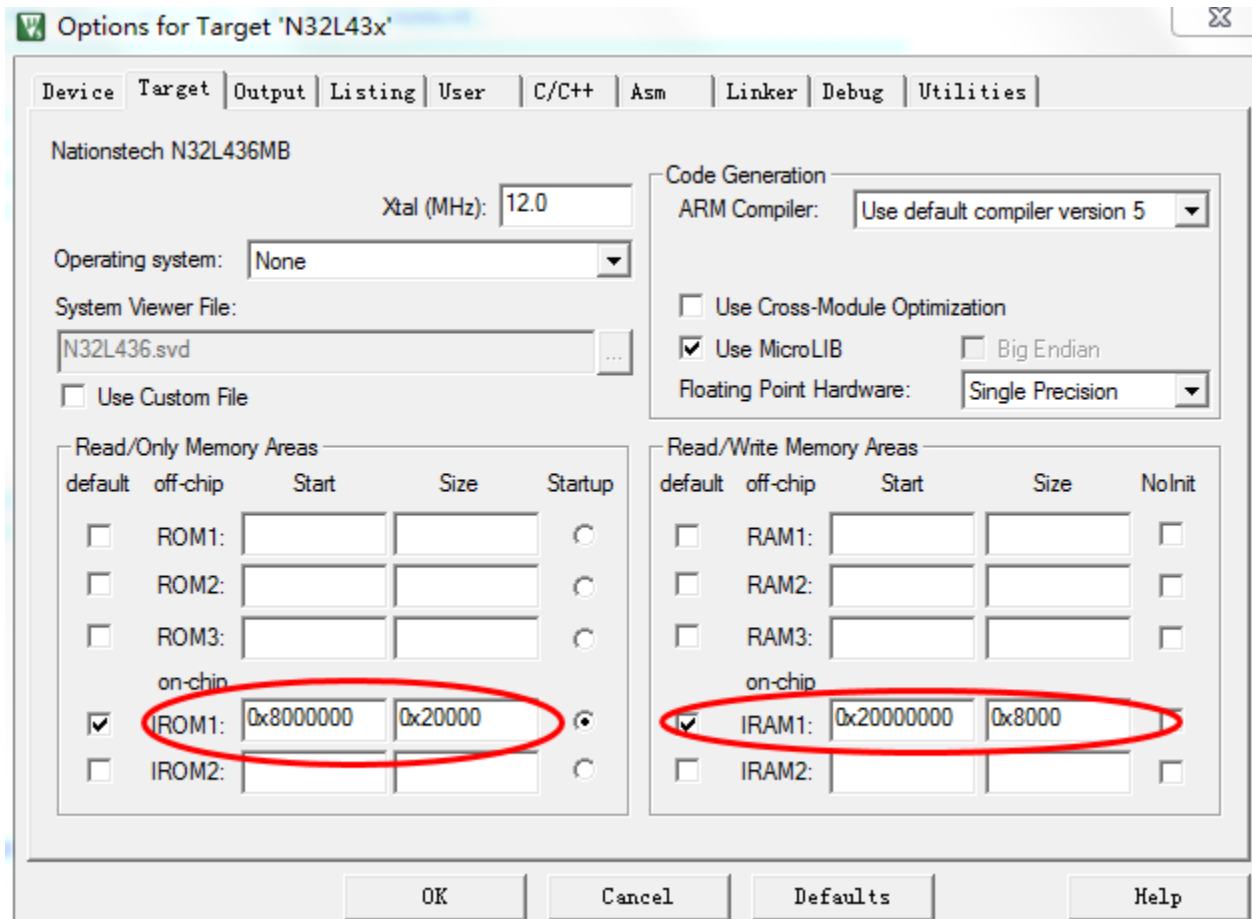 Options for Target 'N32L43x'
Device Target Output Listing User C/C++ Asm Linker Debug Utilities
Nationstech N32L436MB
Xtal (MHz): 12.0
Operating system: None
System Viewer File:
N32L436.svd ...
Use Custom File
Code Generation
ARM Compiler: Use default compiler version 5
Use Cross-Module Optimization
Use MicroLIB Big Endian
Floating Point Hardware: Single Precision
Read/Only Memory Areas
default off-chip Start Size Startup
ROM1:
ROM2:
ROM3:
on-chip
IROM1: 0x8000000 0x20000
IROM2:
Read/Write Memory Areas
default off-chip Start Size NoInit
RAM1:
RAM2:
RAM3:
on-chip
IRAM1: 0x20000000 0x8000
IRAM2:
OK Cancel Defaults Help